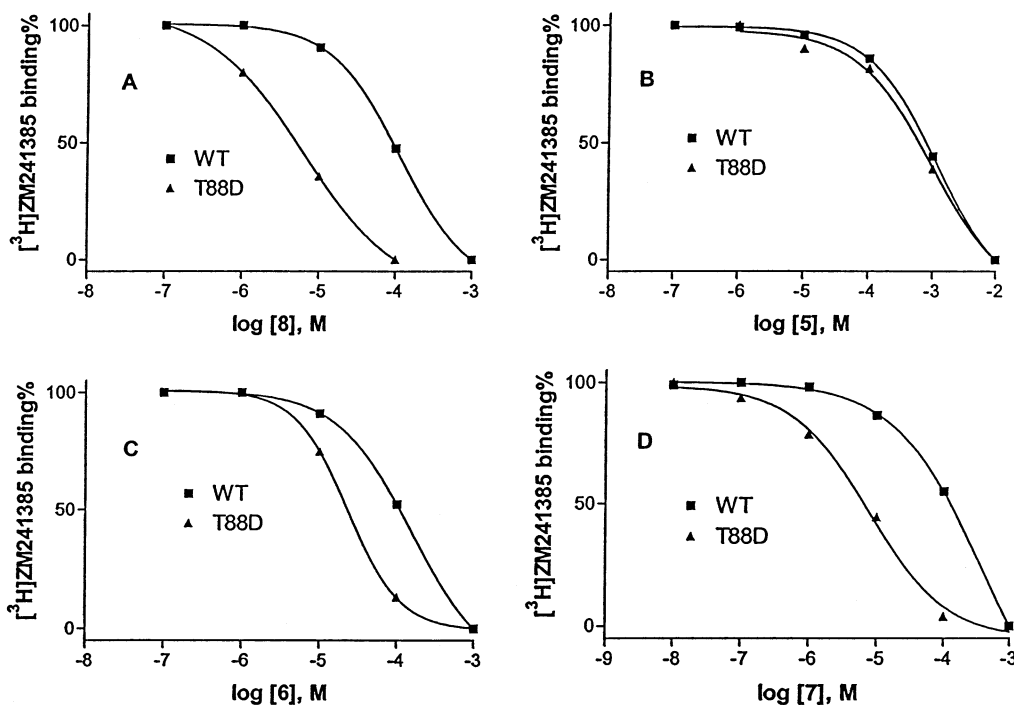 [³H]ZM241385 binding%
100
50
0
A
WT
T88D
-8 -7 -6 -5 -4 -3
log [8], M
[³H]ZM241385 binding%
100
50
0
B
WT
T88D
-8 -7 -6 -5 -4 -3 -2
log [5], M
[³H]ZM241385 binding%
100
50
0
C
WT
T88D
-8 -7 -6 -5 -4 -3
log [6], M
[³H]ZM241385 binding%
100
50
0
D
WT
T88D
-9 -8 -7 -6 -5 -4 -3
log [7], M